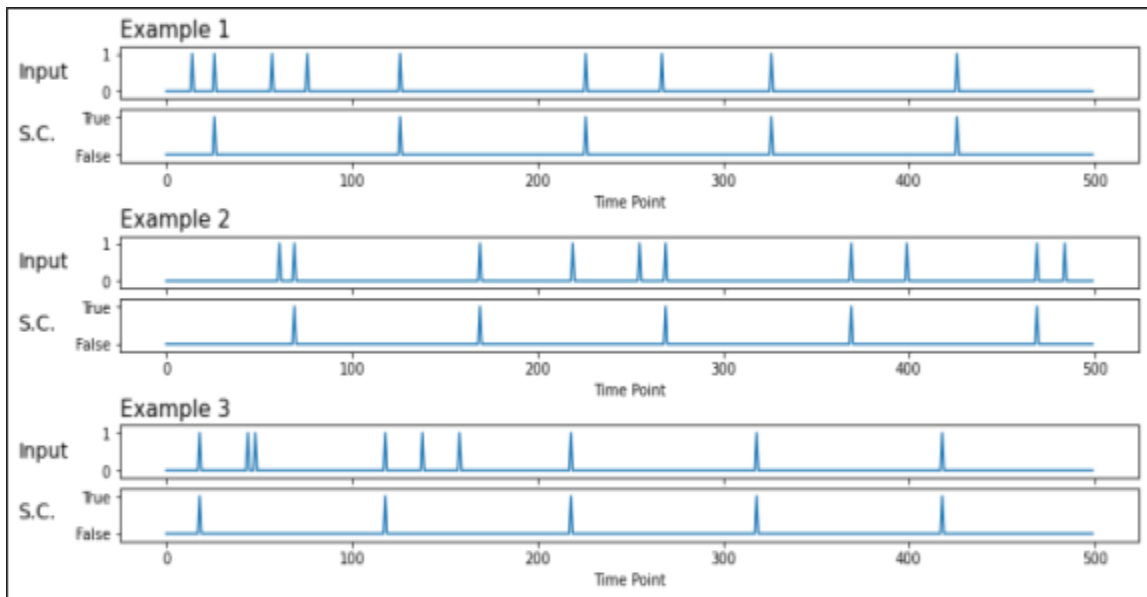 Example 1
Input
1
0
S.C.
True
False
0 100 200 300 400 500
Time Point
Example 2
Input
1
0
S.C.
True
False
0 100 200 300 400 500
Time Point
Example 3
Input
1
0
S.C.
True
False
0 100 200 300 400 500
Time Point